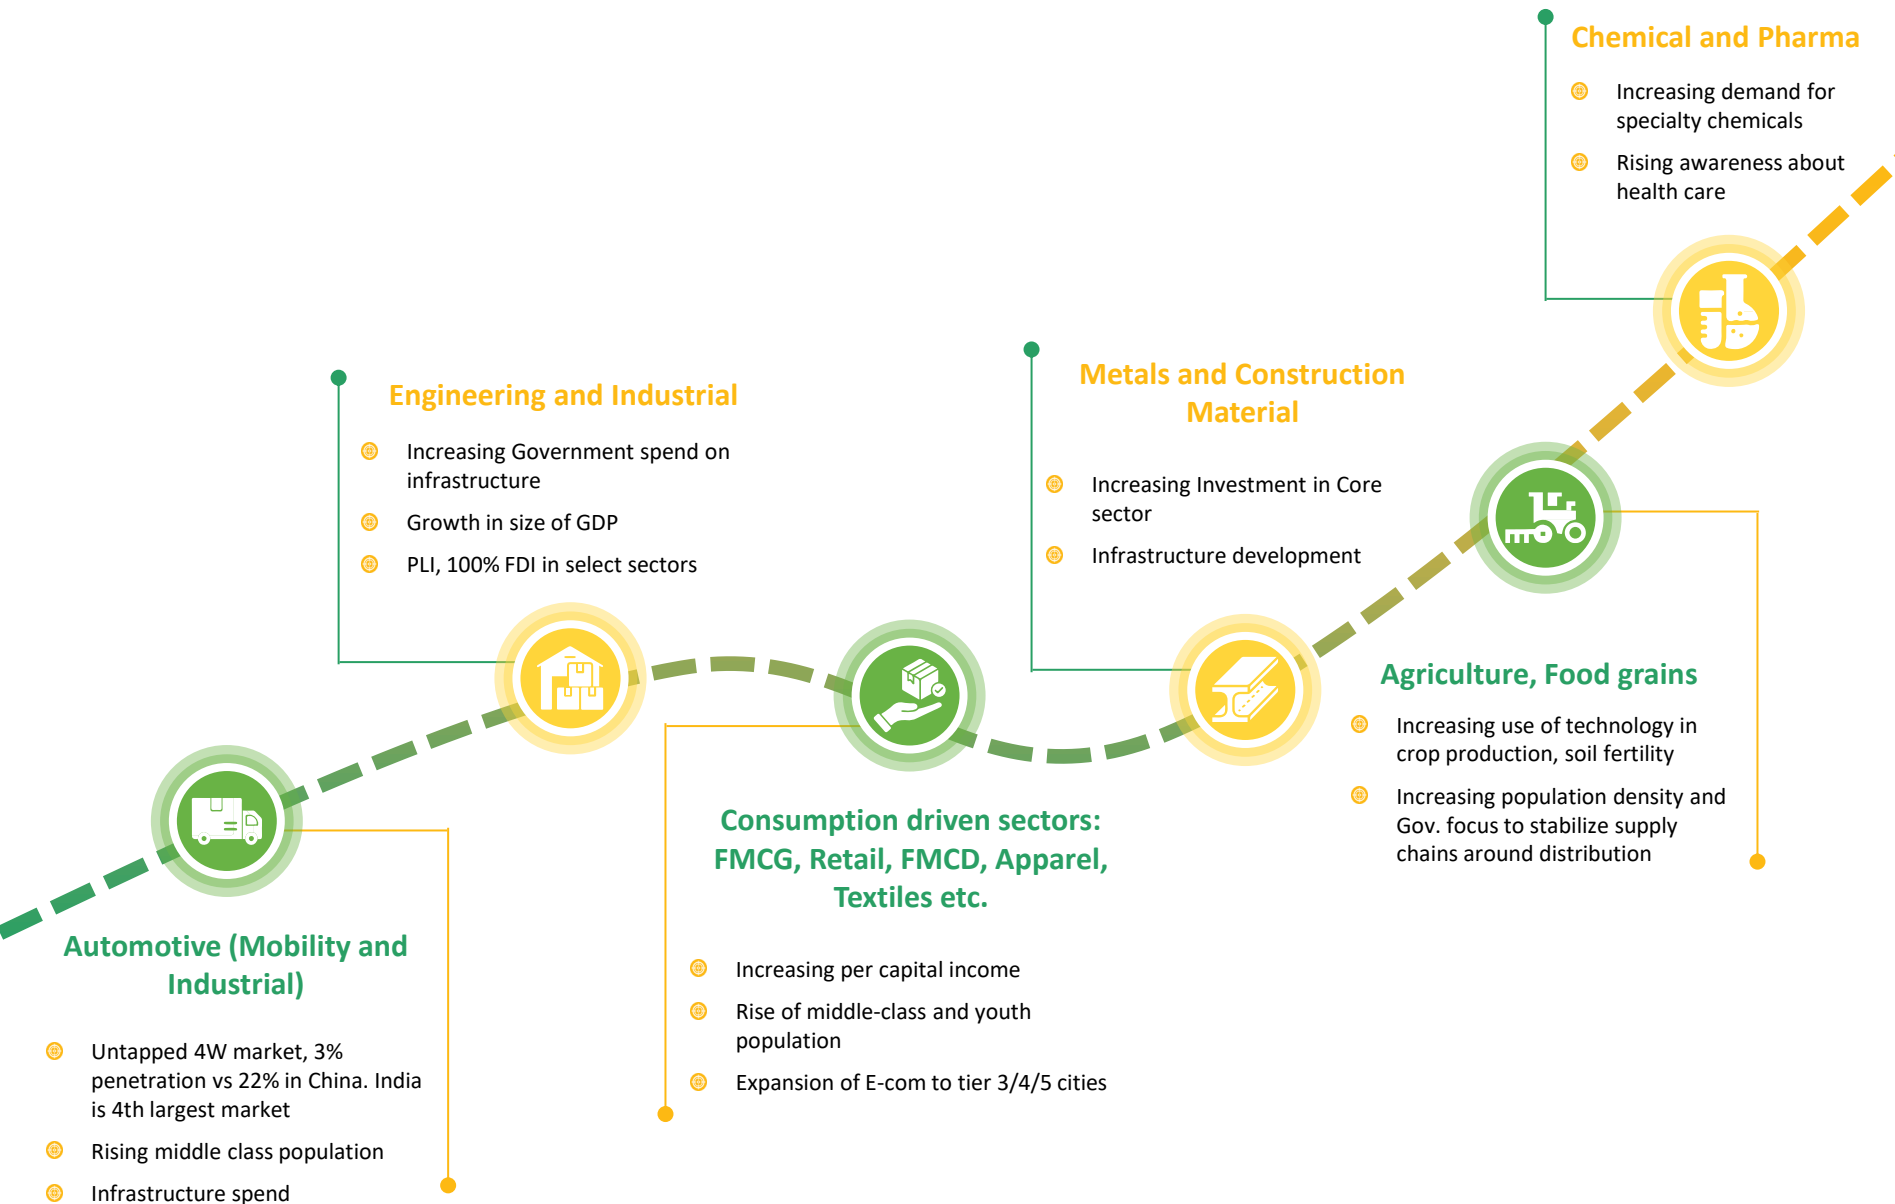 Chemical and Pharma
Increasing demand for
specialty chemicals
Rising awareness about
health care
Engineering and Industrial
Increasing Government spend on
infrastructure
Growth in size of GDP
PLI, 100% FDI in select sectors
Metals and Construction
Material
Increasing Investment in Core
sector
Infrastructure development
Agriculture, Food grains
Increasing use of technology in
crop production, soil fertility
Increasing population density and
Gov. focus to stabilize supply
chains around distribution
Consumption driven sectors:
FMCG, Retail, FMCD, Apparel,
Textiles etc.
Increasing per capital income
Rise of middle-class and youth
population
Expansion of E-com to tier 3/4/5 cities
Automotive (Mobility and
Industrial)
Untapped 4W market, 3%
penetration vs 22% in China. India
is 4th largest market
Rising middle class population
Infrastructure spend